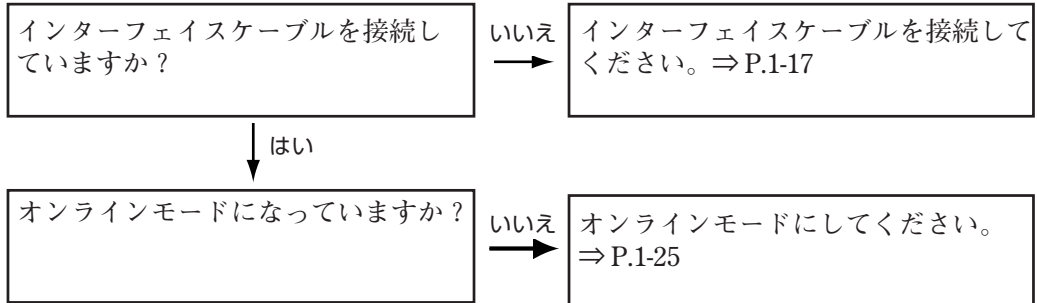 インターフェイスケーブルを接続し
ていますか？
いいえ
インターフェイスケーブルを接続して
ください。⇒P.1-17
はい
オンラインモードになっていますか？
いいえ
オンラインモードにしてください。
⇒P.1-25